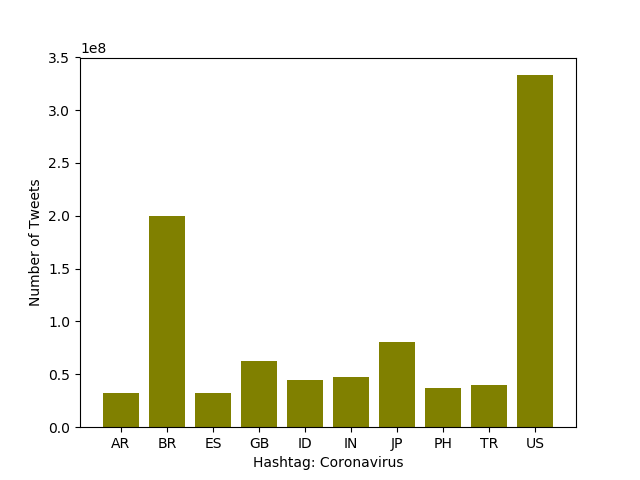 1e8
3.5
3.0
2.5
2.0
1.5
1.0
0.5
0.0
Number of Tweets
AR BR ES GB ID IN JP PH TR US
Hashtag: Coronavirus